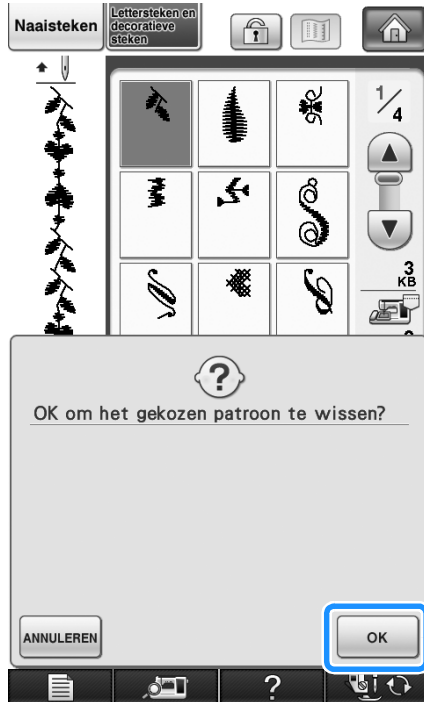 Naaisteken
Lettersteken en
decoratieve
steken
1/4
3
KB
OK om het gekozen patroon te wissen?
ANNULEREN
OK
?